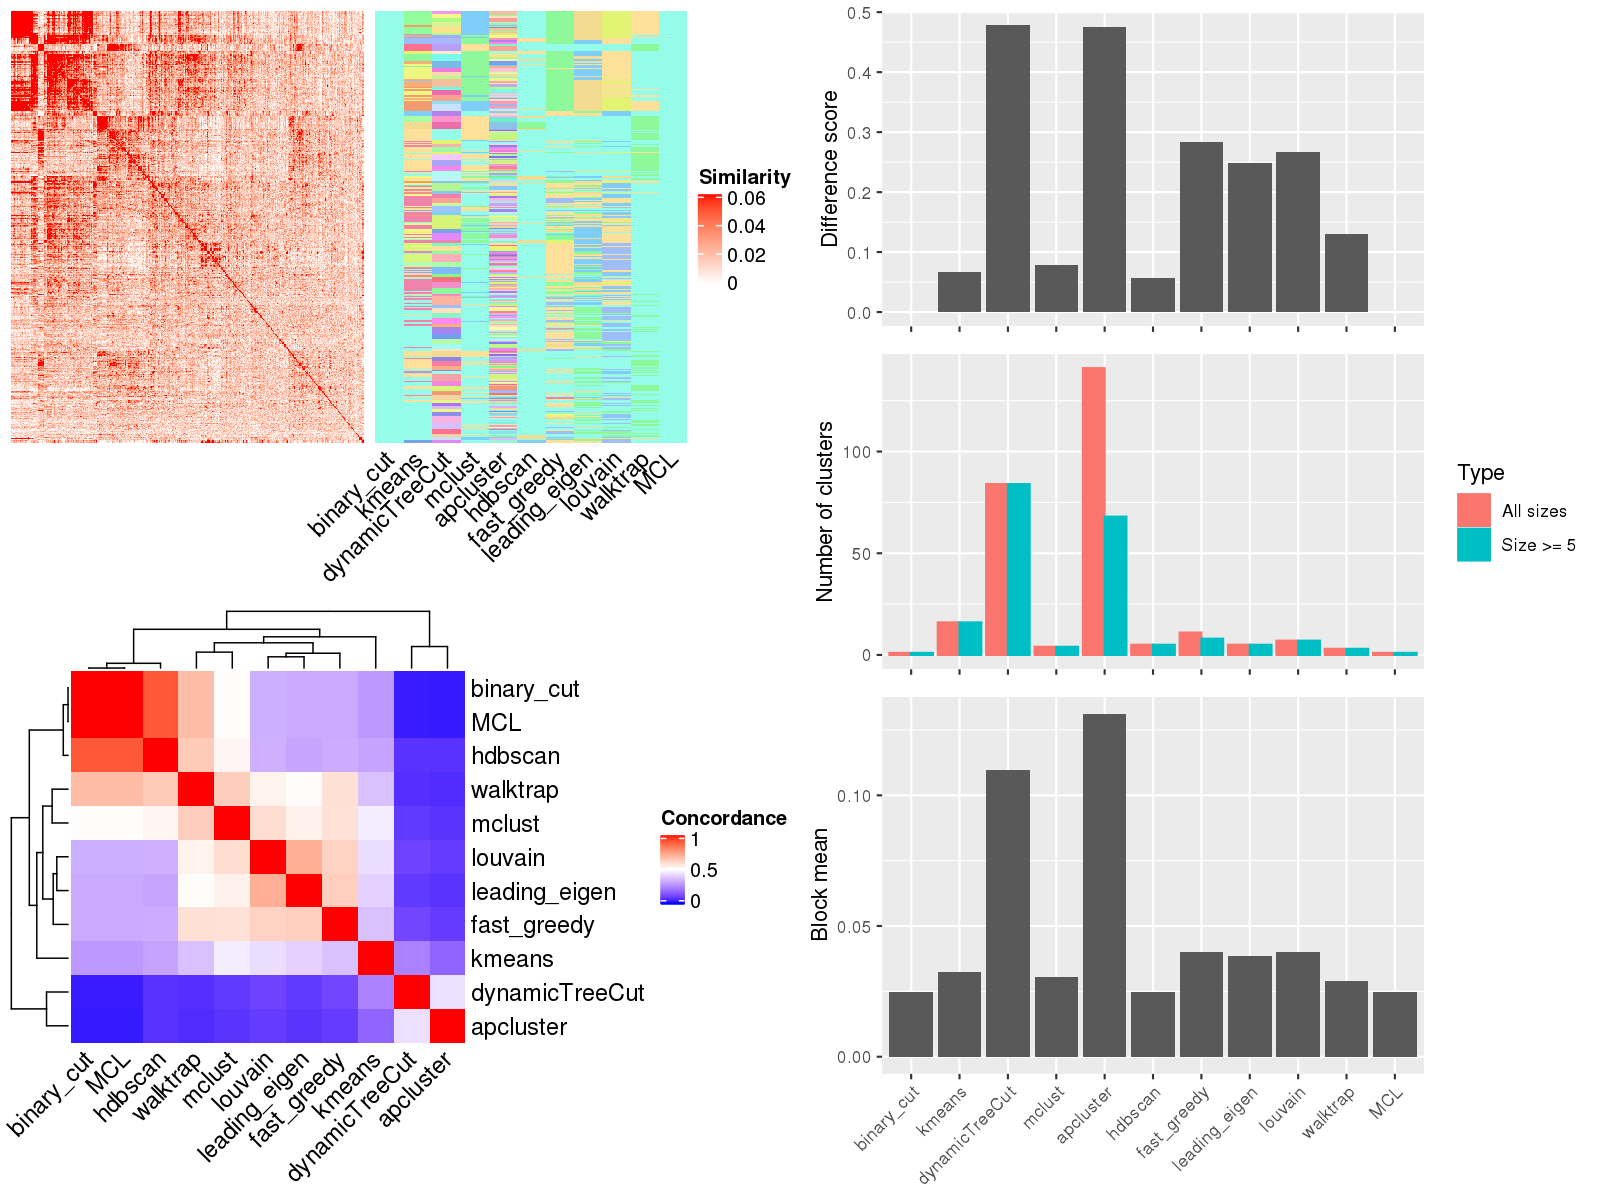 Similarity
0.06
0.04
0.02
0
binary_cut
kmeans
dynamicTreeCut
mclust
apcluster
hdbscan
fast_greedy
leading_eigen
louvain
walktrap
MCL
binary_cut
MCL
hdbscan
walktrap
mclust
louvain
leading_eigen
fast_greedy
kmeans
dynamicTreeCut
apcluster
binary_cut
MCL
hdbscan
walktrap
mclust
louvain
leading_eigen
fast_greedy
kmeans
dynamicTreeCut
apcluster
Concordance
1
0.5
0
Difference score
0.5
0.4
0.3
0.2
0.1
0.0
Number of clusters
100
50
0
Type
All sizes
Size >= 5
Block mean
0.10
0.05
0.00
binary_cut
kmeans
dynamicTreeCut
mclust
apcluster
hdbscan
fast_greedy
leading_eigen
louvain
walktrap
MCL